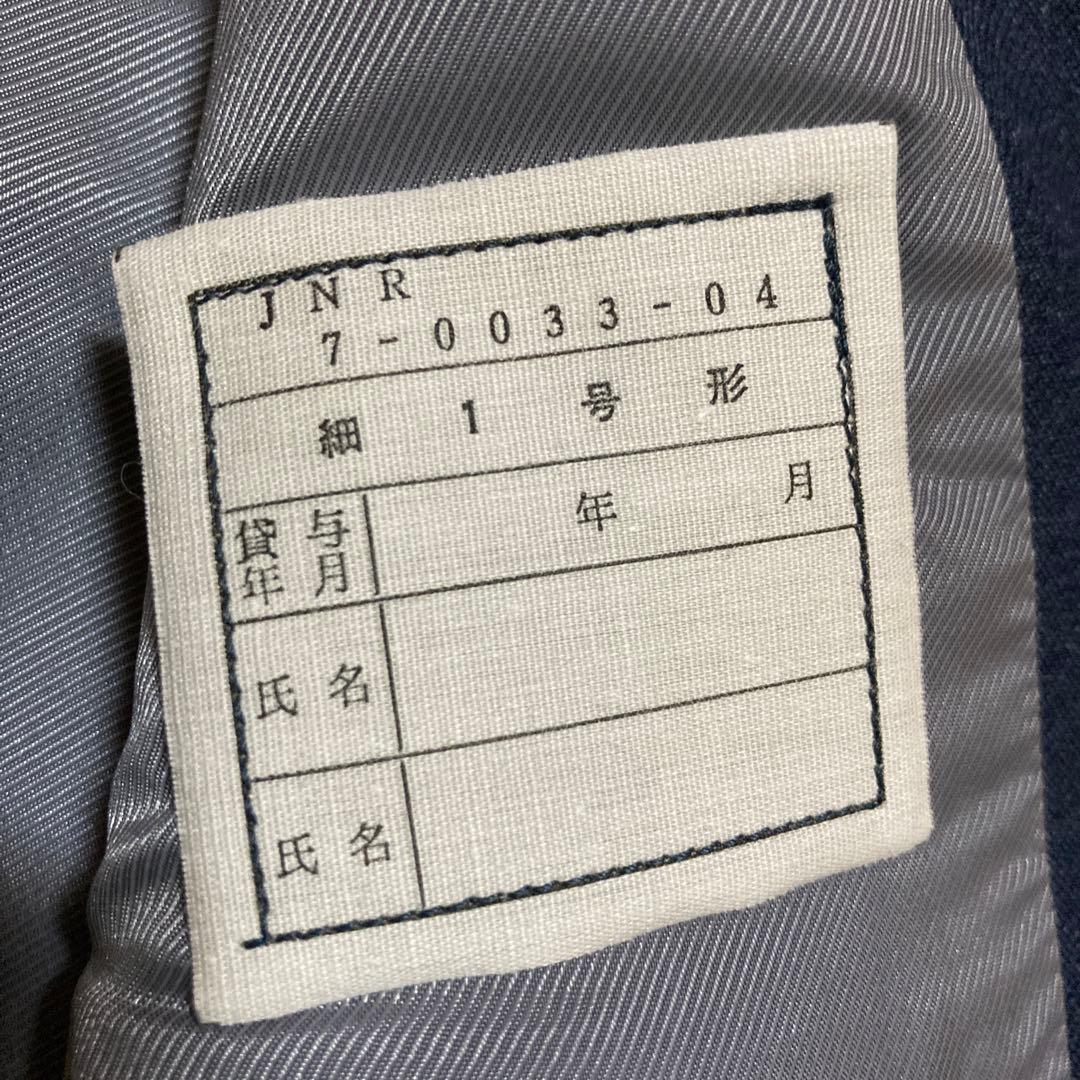 JNR
7-0033-04
細 1 号 形
貸与
年月
年 月
氏名
氏名